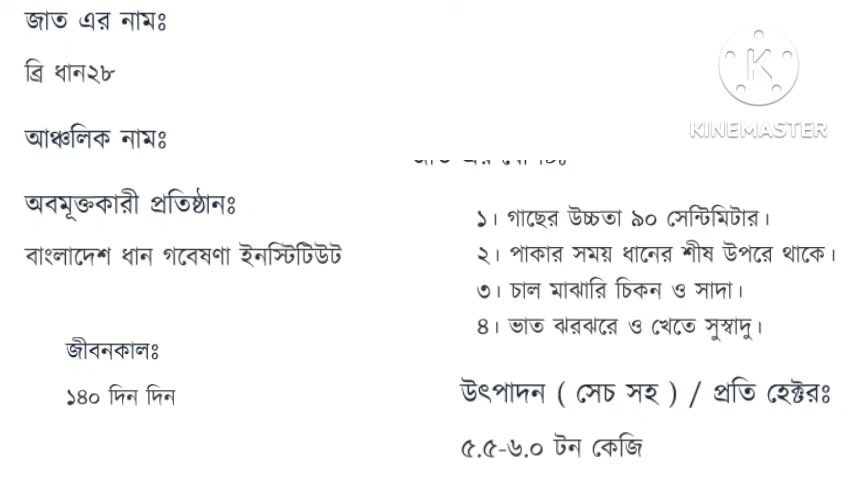 জাত এর নামঃ
ব্রি ধান২৮
আঞ্চলিক নামঃ
অবমূক্তকারী প্রতিষ্ঠানঃ
বাংলাদেশ ধান গবেষণা ইনস্টিটিউট
জীবনকালঃ
১৪০ দিন দিন
KINEMASTER
১। গাছের উচ্চতা ৯০ সেন্টিমিটার।
২। পাকার সময় ধানের শীষ উপরে থাকে।
৩। চাল মাঝারি চিকন ও সাদা।
৪। ভাত ঝরঝরে ও খেতে সুস্বাদু।
উৎপাদন ( সেচ সহ ) / প্রতি হেক্টরঃ
৫.৫-৬.০ টন কেজি